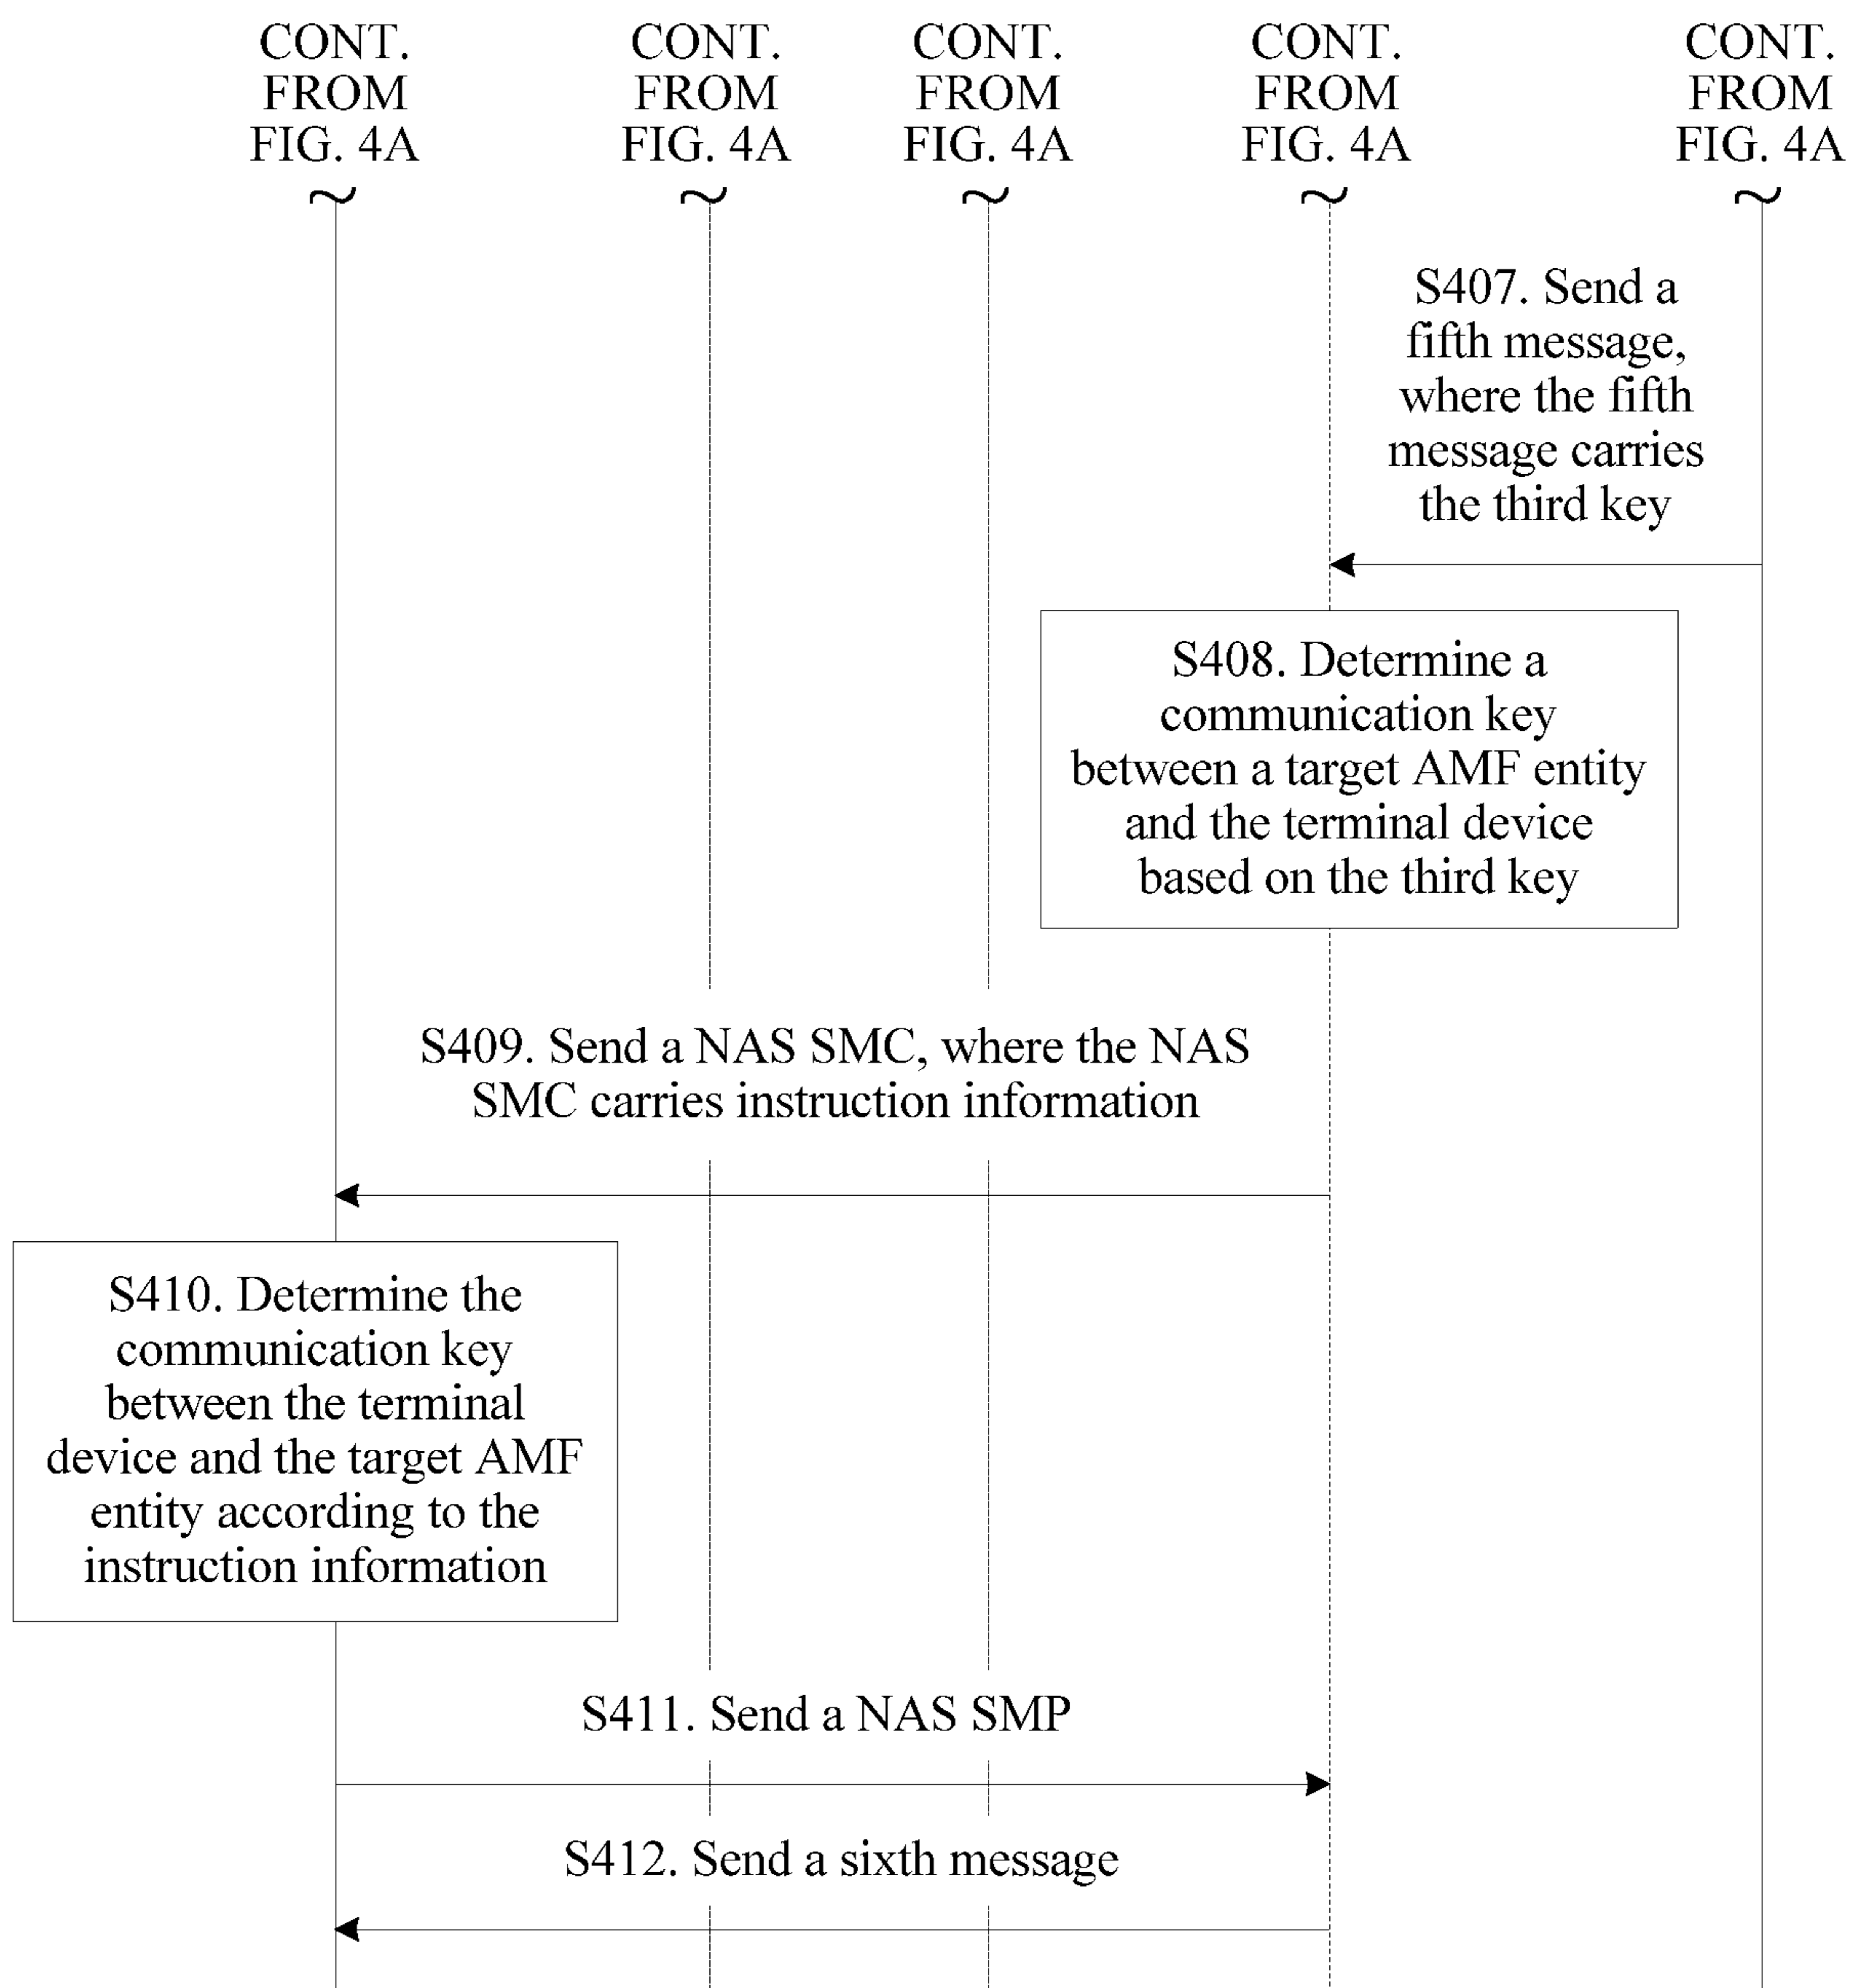 CONT.
FROM
FIG. 4A
CONT.
FROM
FIG. 4A
CONT.
FROM
FIG. 4A
CONT.
FROM
FIG. 4A
CONT.
FROM
FIG. 4A
S407. Send a
fifth message,
where the fifth
message carries
the third key
S408. Determine a
communication key
between a target AMF entity
and the terminal device
based on the third key
S409. Send a NAS SMC, where the NAS
SMC carries instruction information
S410. Determine the
communication key
between the terminal
device and the target AMF
entity according to the
instruction information
S411. Send a NAS SMP
S412. Send a sixth message